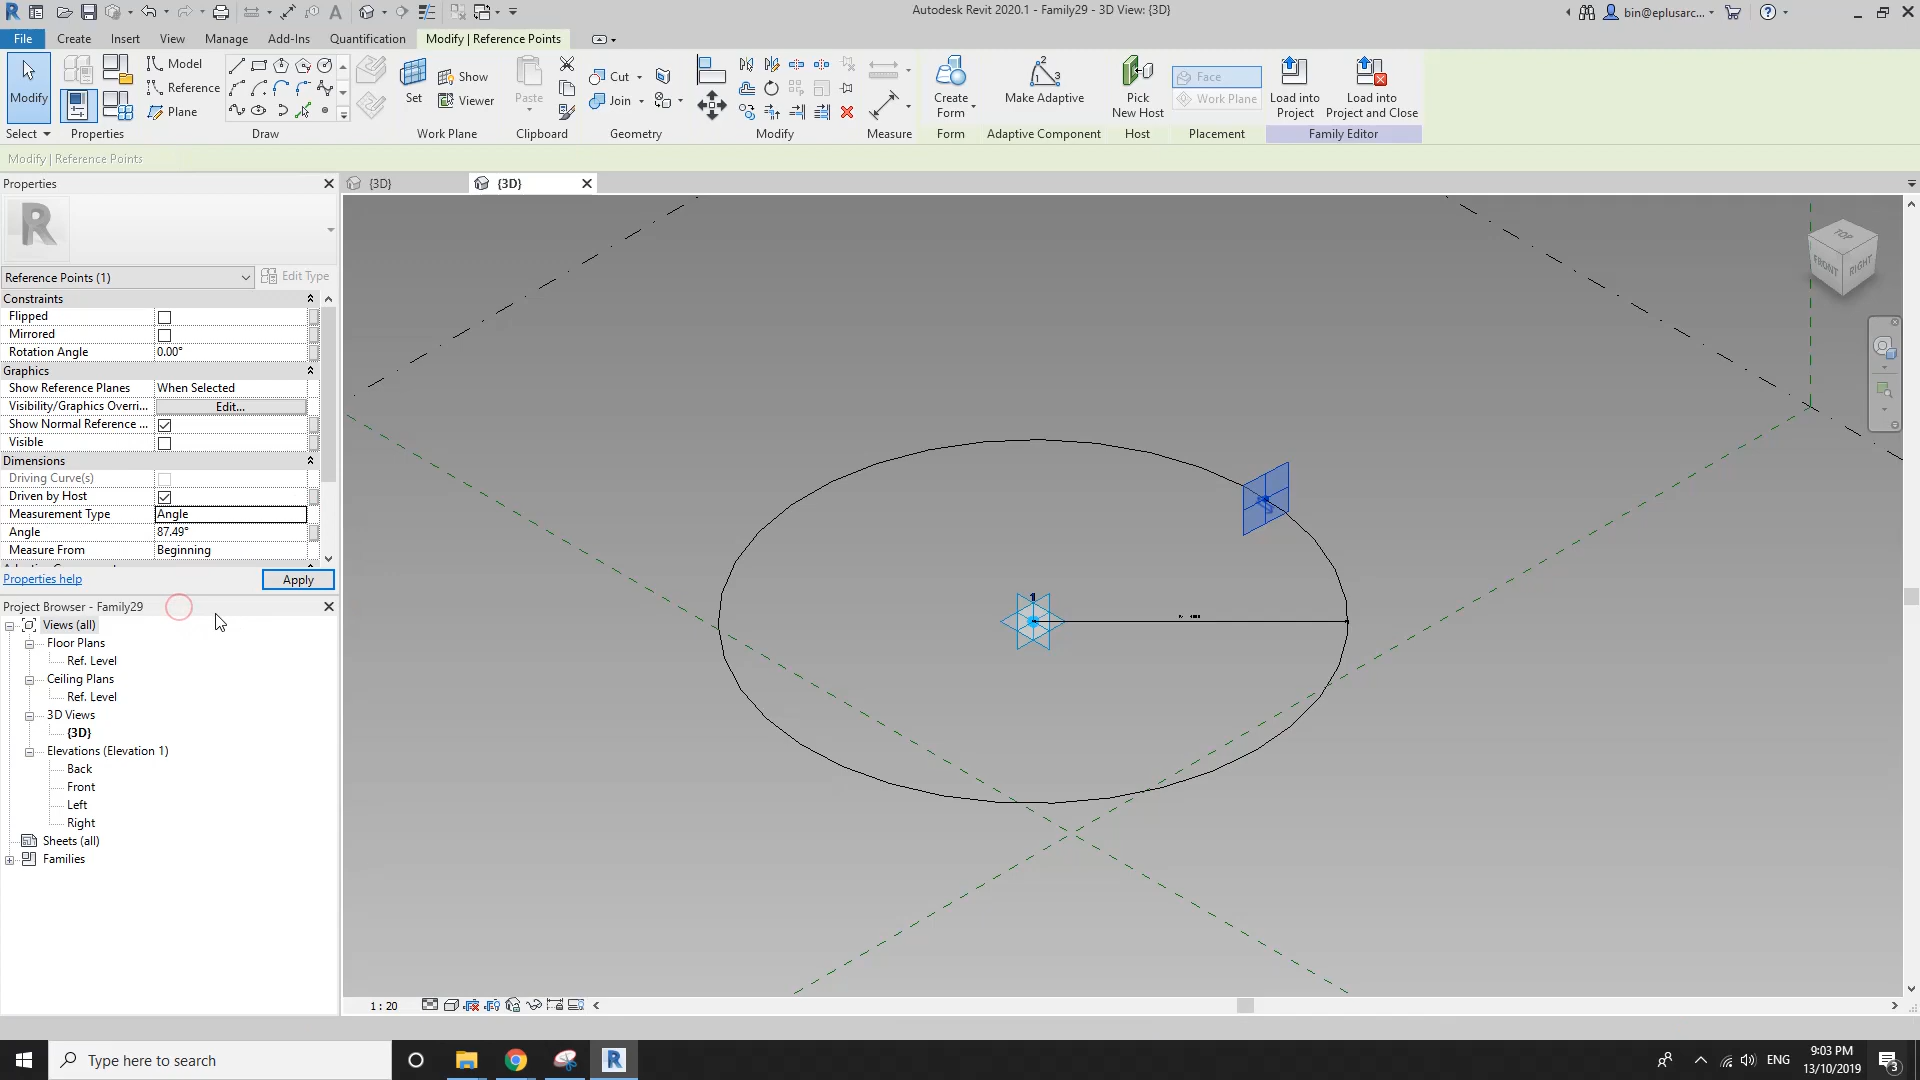 Autodesk Revit 2020.1 - Family29 - 3D View: {3D}
bin@eplusarc...
File
Create
Insert
View
Manage
Add-Ins
Quantification
Modify | Reference Points
Modify
Model
Reference
Plane
Set
Show
Viewer
Paste
Cut
Join
Create
Form
Make Adaptive
Pick
New Host
Face
Work Plane
Load into
Project
Load into
Project and Close
Select
Properties
Draw
Work Plane
Clipboard
Geometry
Modify
Measure
Form
Adaptive Component
Host
Placement
Family Editor
Modify | Reference Points
Properties
{3D}
{3D}
Reference Points (1)
Edit Type
Constraints
Flipped
Mirrored
Rotation Angle 0.00°
Graphics
Show Reference Planes When Selected
Visibility/Graphics Overri... Edit...
Show Normal Reference ...
Visible
Dimensions
Driving Curve(s)
Driven by Host
Measurement Type Angle
Angle 87.49°
Measure From Beginning
Properties help
Apply
Project Browser - Family29
Views (all)
Floor Plans
Ref. Level
Ceiling Plans
Ref. Level
3D Views
{3D}
Elevations (Elevation 1)
Back
Front
Left
Right
Sheets (all)
Families
TOP
FRONT
RIGHT
1
1 : 20
Type here to search
ENG
9:03 PM
13/10/2019
3